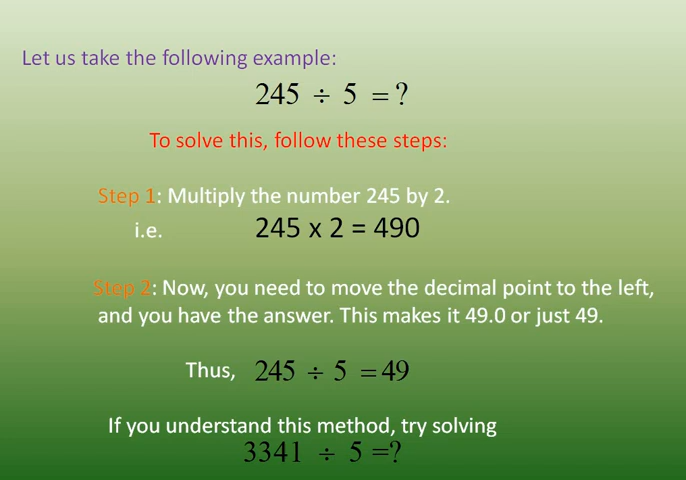 Let us take the following example:
245 ÷ 5 = ?
To solve this, follow these steps:
Step 1: Multiply the number 245 by 2.
i.e. 245 x 2 = 490
Step 2: Now, you need to move the decimal point to the left,
and you have the answer. This makes it 49.0 or just 49.
Thus, 245 ÷ 5 = 49
If you understand this method, try solving
3341 ÷ 5 =?